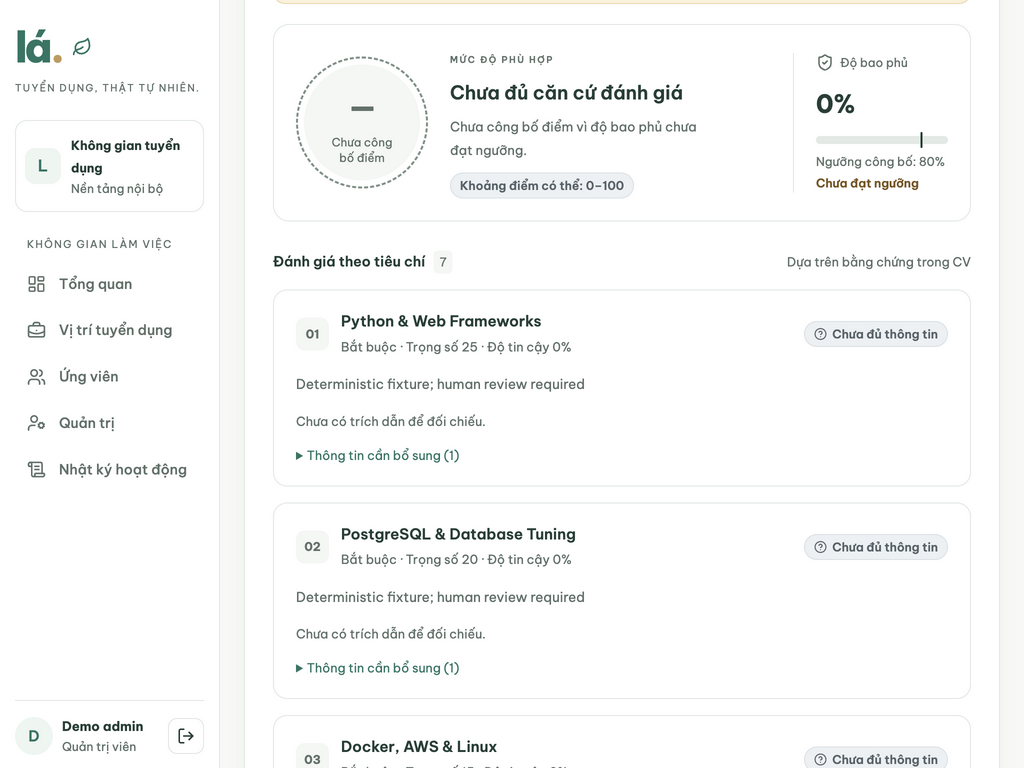 lá.
TUYỂN DỤNG, THẬT TỰ NHIÊN.
L
Không gian tuyển
dụng
Nền tảng nội bộ
KHÔNG GIAN LÀM VIỆC
Tổng quan
Vị trí tuyển dụng
Ứng viên
Quản trị
Nhật ký hoạt động
D
Demo admin
Quản trị viên
—
Chưa công
bố điểm
MỨC ĐỘ PHÙ HỢP
Chưa đủ căn cứ đánh giá
Chưa công bố điểm vì độ bao phủ chưa
đạt ngưỡng.
Khoảng điểm có thể: 0–100
Độ bao phủ
0%
Ngưỡng công bố: 80%
Chưa đạt ngưỡng
Đánh giá theo tiêu chí 7
Dựa trên bằng chứng trong CV
01
Python & Web Frameworks
Bắt buộc · Trọng số 25 · Độ tin cậy 0%
Chưa đủ thông tin
Deterministic fixture; human review required
Chưa có trích dẫn để đối chiếu.
Thông tin cần bổ sung (1)
02
PostgreSQL & Database Tuning
Bắt buộc · Trọng số 20 · Độ tin cậy 0%
Chưa đủ thông tin
Deterministic fixture; human review required
Chưa có trích dẫn để đối chiếu.
Thông tin cần bổ sung (1)
03
Docker, AWS & Linux
Chưa đủ thông tin